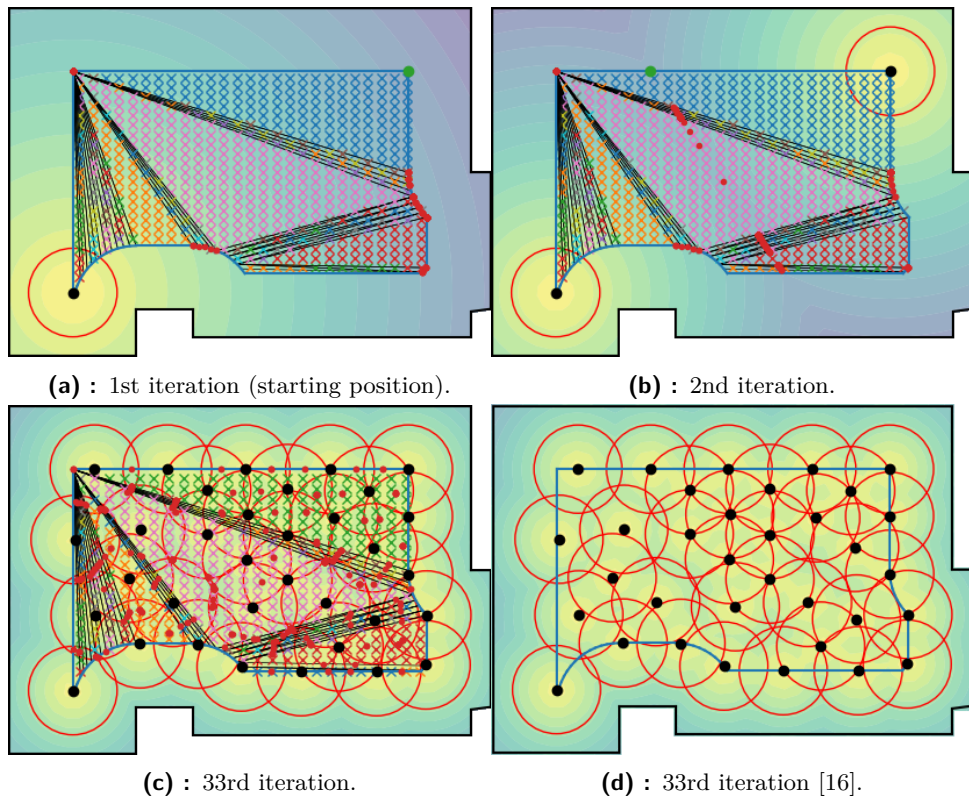 (a) : 1st iteration (starting position).
(b) : 2nd iteration.
(c) : 33rd iteration.
(d) : 33rd iteration [16].